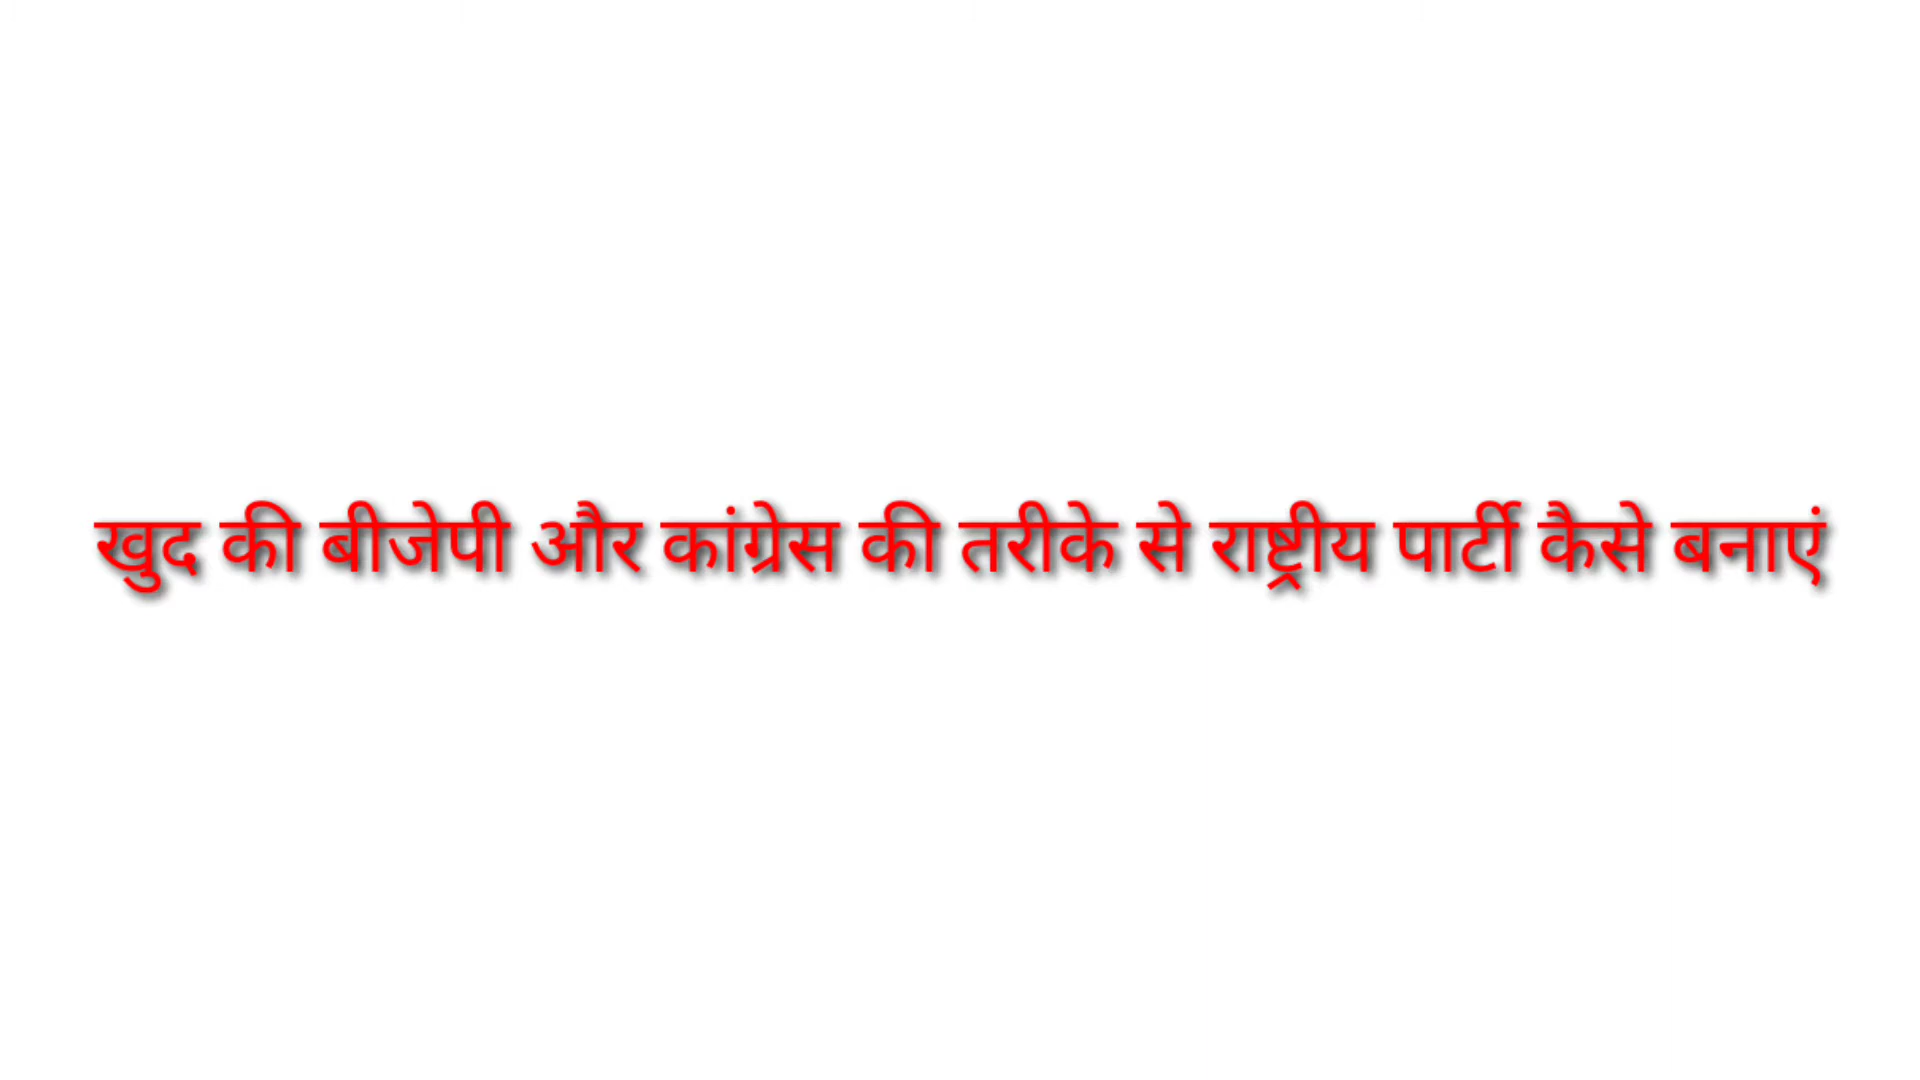 खुद की बीजेपी और कांग्रेस की तरीके से राष्ट्रीय पार्टी कैसे बनाएं